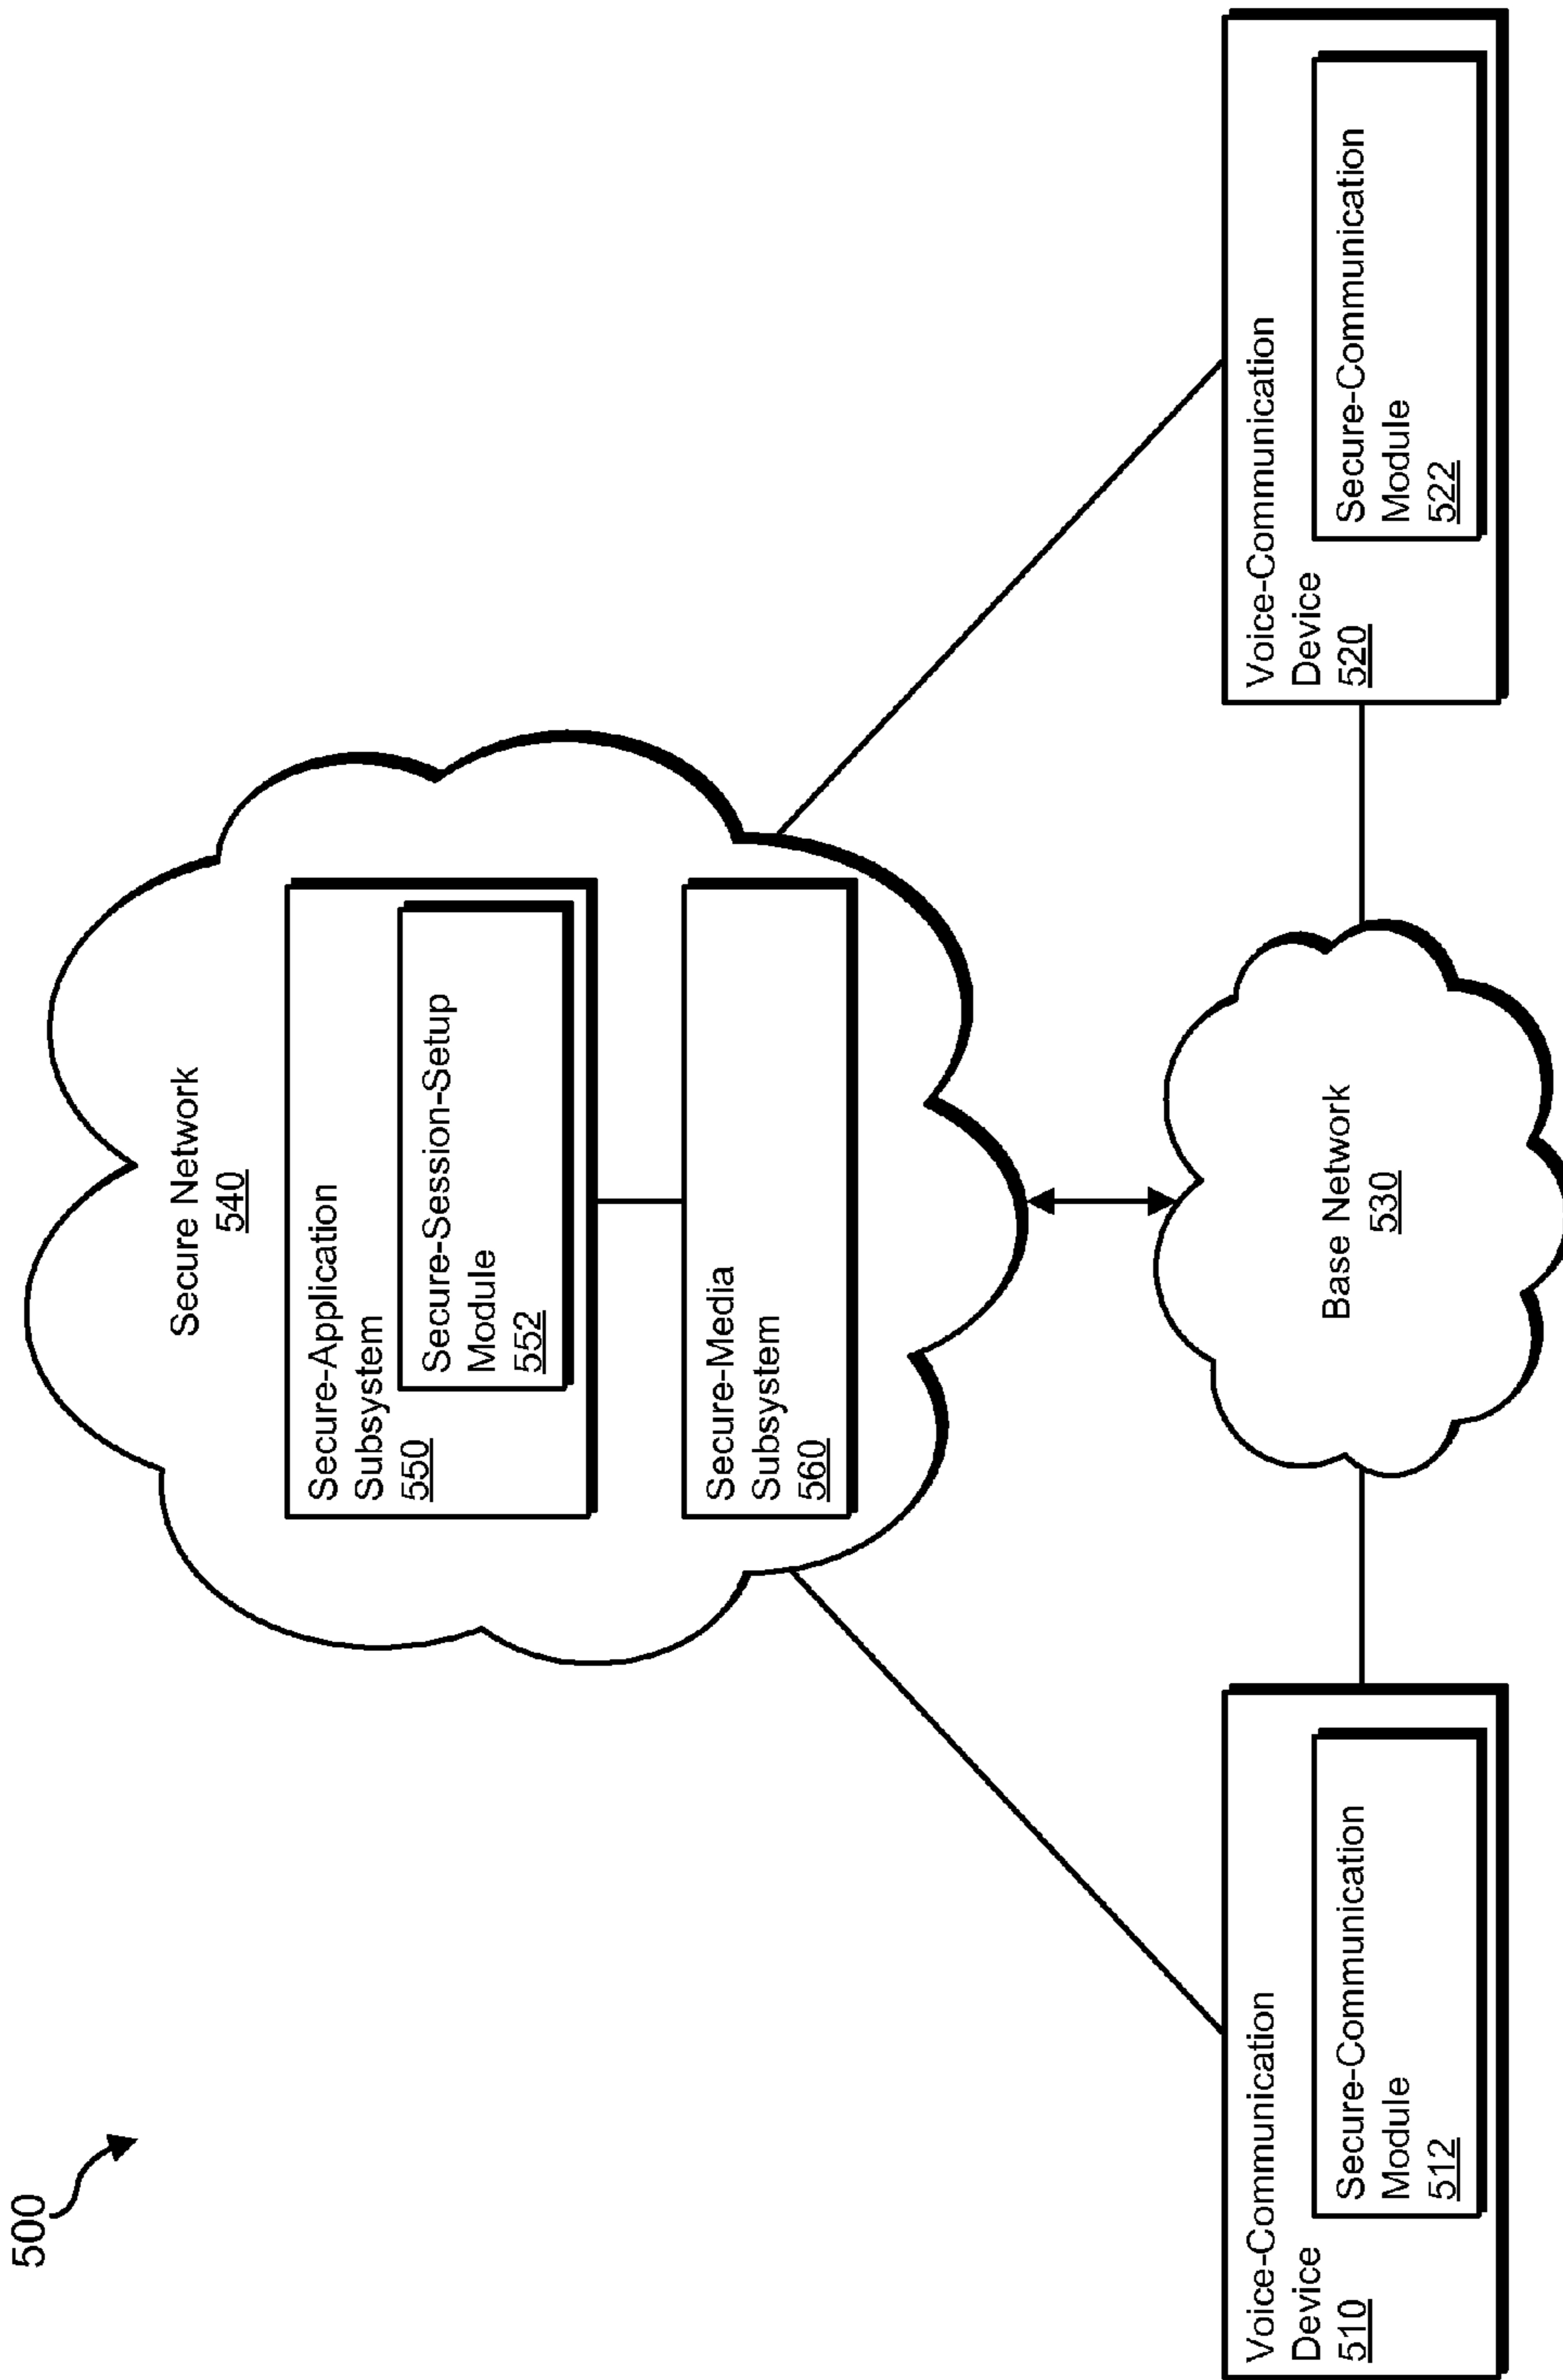 500
Secure Network
540
Secure-Application
Subsystem
550
Secure-Session-Setup
Module
552
Secure-Media
Subsystem
560
Voice-Communication
Device
510
Secure-Communication
Module
512
Base Network
530
Voice-Communication
Device
520
Secure-Communication
Module
522